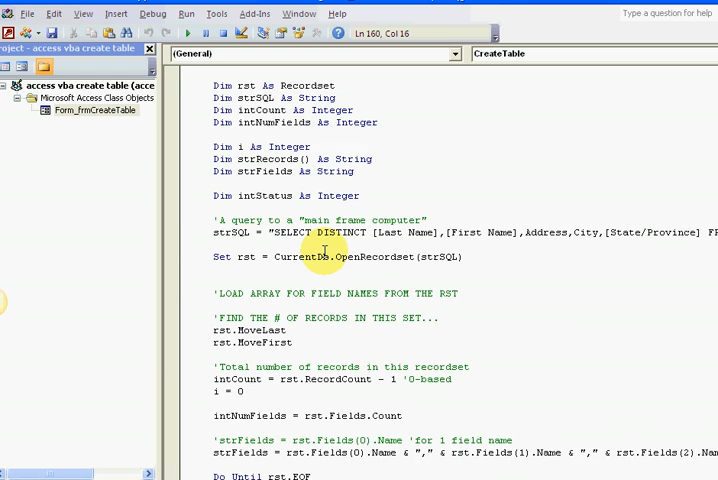 File Edit View Insert Debug Run Tools Add-Ins Window Help
Type a question for help
Ln 160, Col 16
roject - access vba create table
(General)
CreateTable
access vba create table (acce
Microsoft Access Class Objects
Form_frmCreateTable
Dim rst As Recordset
Dim strSQL As String
Dim intCount As Integer
Dim intNumFields As Integer
Dim i As Integer
Dim strRecords() As String
Dim strFields As String
Dim intStatus As Integer
'A query to a "main frame computer"
strSQL = "SELECT DISTINCT [Last Name],[First Name],Address,City,[State/Province] FR
Set rst = CurrentDb.OpenRecordset(strSQL)
'LOAD ARRAY FOR FIELD NAMES FROM THE RST
'FIND THE # OF RECORDS IN THIS SET...
rst.MoveLast
rst.MoveFirst
'Total number of records in this recordset
intCount = rst.RecordCount - 1 '0-based
i = 0
intNumFields = rst.Fields.Count
'strFields = rst.Fields(0).Name 'for 1 field name
strFields = rst.Fields(0).Name & "," & rst.Fields(1).Name & "," & rst.Fields(2).Nam
Do Until rst.EOF